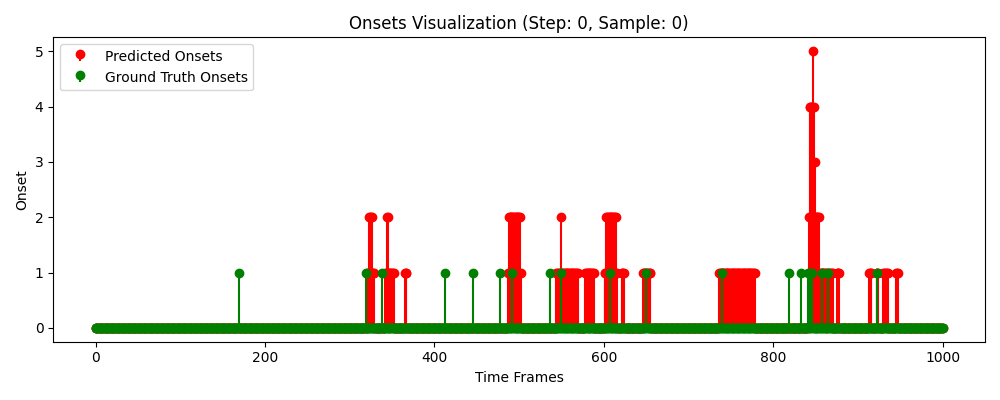 Onsets Visualization (Step: 0, Sample: 0)
Predicted Onsets
Ground Truth Onsets
Onset
5
4
3
2
1
0
0
200
400
600
800
1000
Time Frames